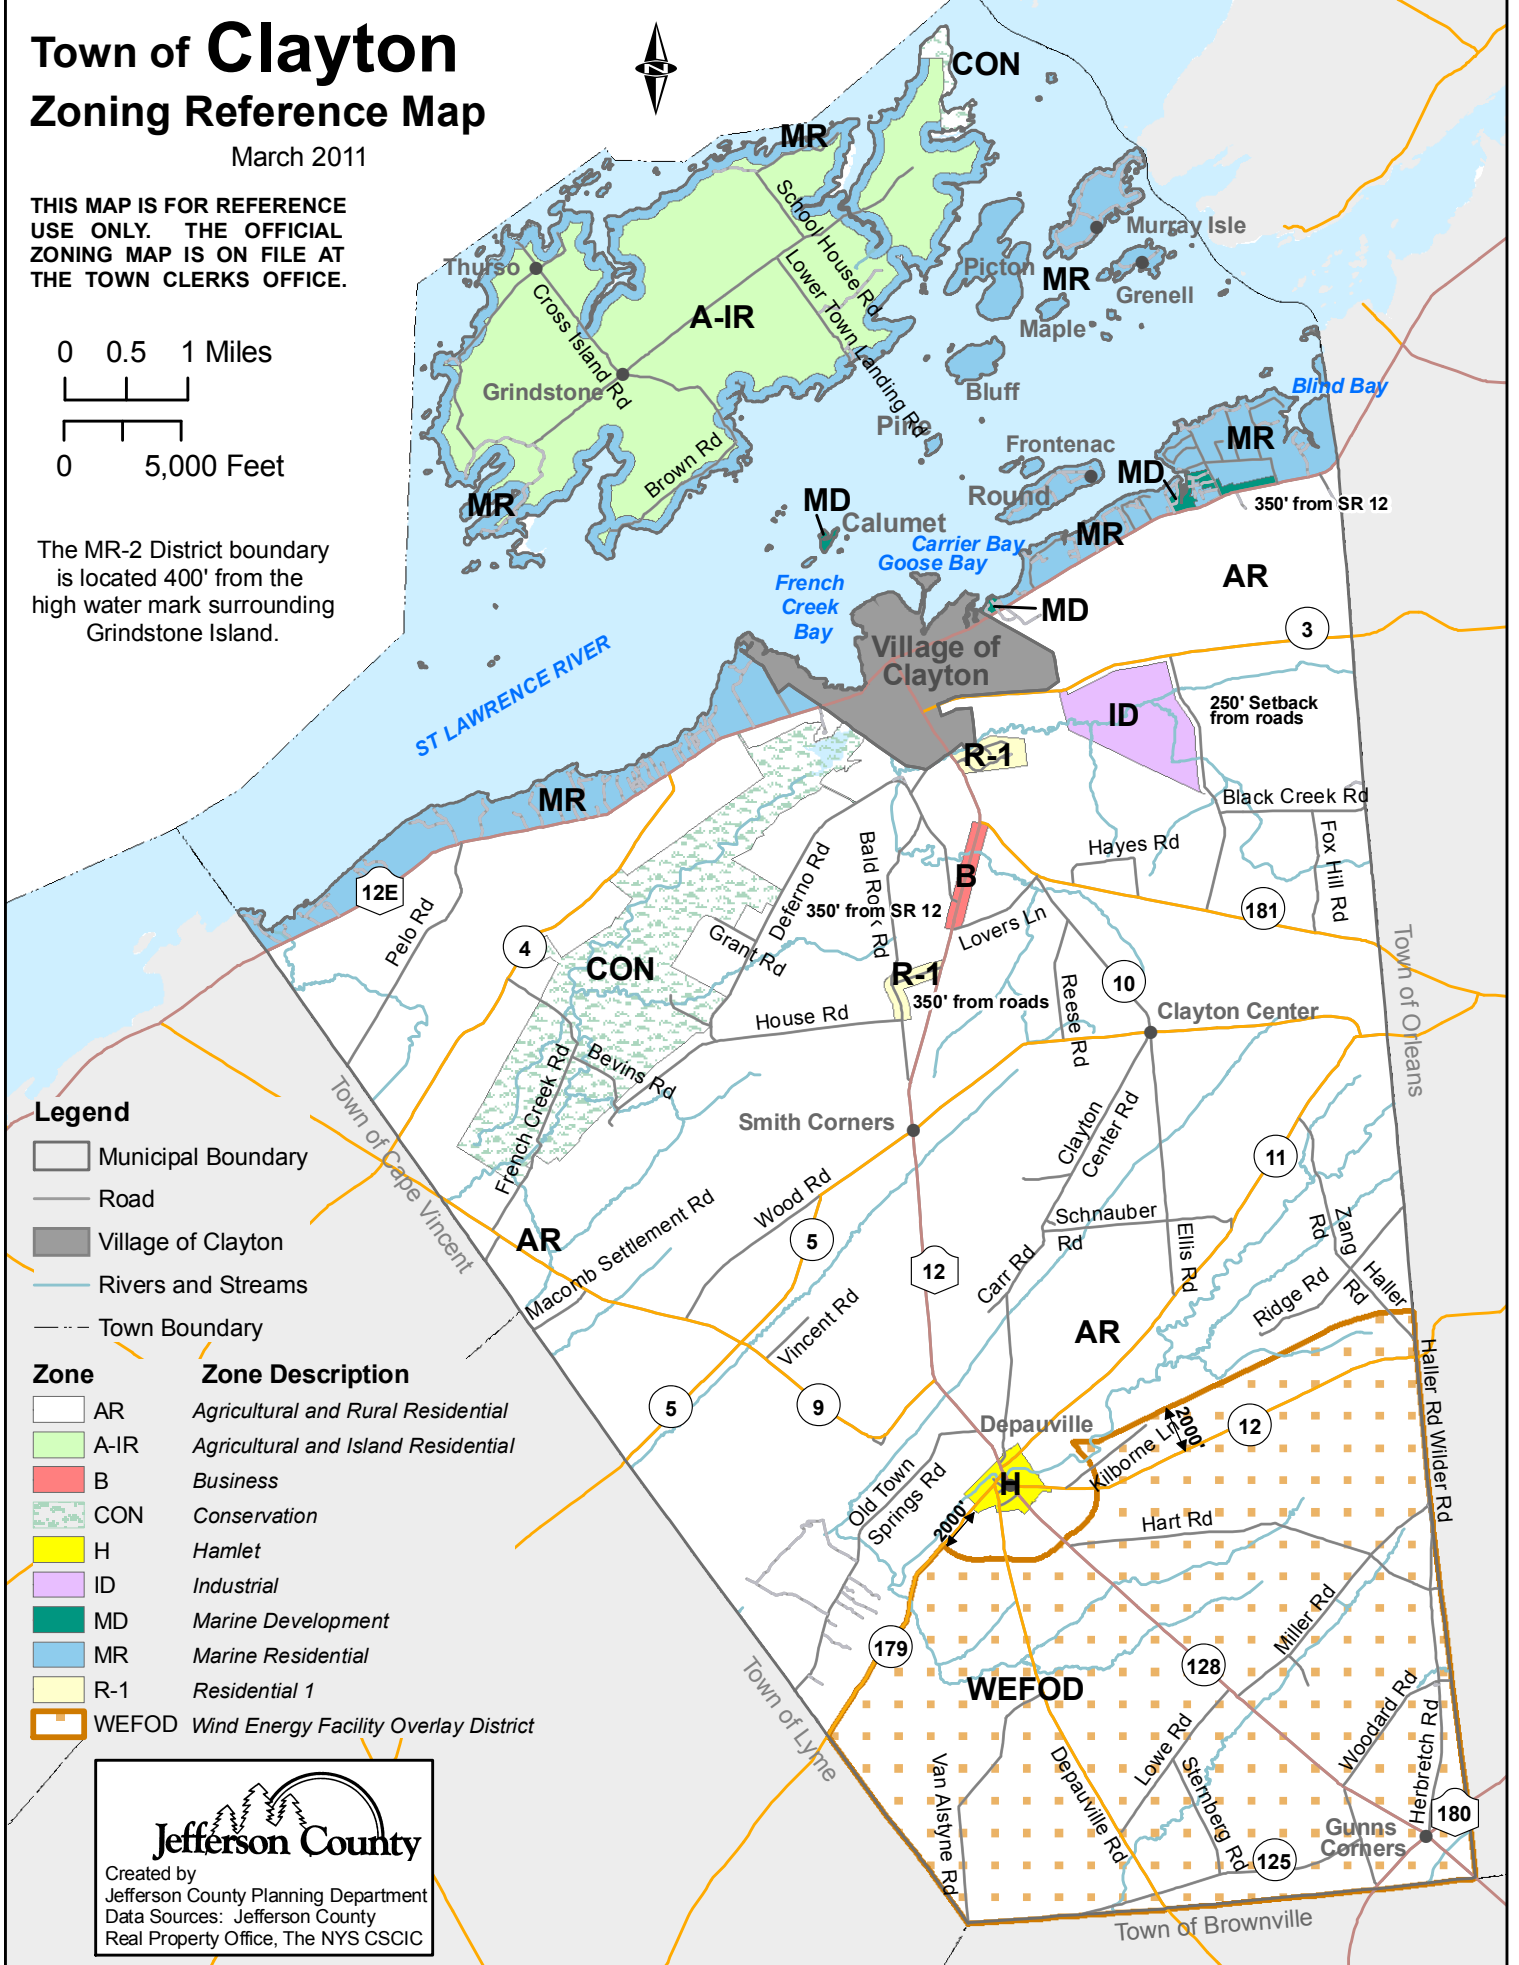 Town of Clayton
Zoning Reference Map
March 2011
THIS MAP IS FOR REFERENCE
USE ONLY. THE OFFICIAL
ZONING MAP IS ON FILE AT
THE TOWN CLERKS OFFICE.
0 0.5 1 Miles
0 5,000 Feet
The MR-2 District boundary
is located 400' from the
high water mark surrounding
Grindstone Island.
N
CON
MR
School House Rd
Murray Isle
Thurso
Picton
MR
Grenell
Cross Island Rd
Lower Town Landing Rd
A-IR
Maple
Grindstone
Bluff
Blind Bay
Pine
Brown Rd
Frontenac
MR
MR
Round
MD
350' from SR 12
MD
Calumet
Carrier Bay
Goose Bay
MR
French
Creek
Bay
AR
MD
3
Village of
Clayton
ST LAWRENCE RIVER
ID
250' Setback
from roads
R-1
MR
Black Creek Rd
Hayes Rd
Fox Hill Rd
Bald Rock Rd
Deferno Rd
B
12E
350' from SR 12
181
Pelo Rd
Lovers Ln
Grant Rd
4
CON
R-1
350' from roads
10
Reese Rd
Town of Orleans
House Rd
Clayton Center
Bevins Rd
French Creek Rd
Smith Corners
Clayton
Center Rd
11
Town of Cape Vincent
Wood Rd
Schnauber
Rd
Zang
Rd
AR
Macomb Settlement Rd
5
Ellis Rd
12
Carr Rd
Ridge Rd
Haller
Rd
Vincent Rd
AR
Haller Rd
Wilder Rd
5
9
Depauville
2000'
12
Kilborne Ln
H
Old Town
Springs Rd
2000'
Hart Rd
Miller Rd
179
128
WEFOD
Town of Lyme
Woodard Rd
Lowe Rd
Herbretch Rd
Van Alstyne Rd
Depauville Rd
Sternberg Rd
180
Gunns
Corners
125
Town of Brownville
Legend
Municipal Boundary
Road
Village of Clayton
Rivers and Streams
Town Boundary
Zone Zone Description
AR Agricultural and Rural Residential
A-IR Agricultural and Island Residential
B Business
CON Conservation
H Hamlet
ID Industrial
MD Marine Development
MR Marine Residential
R-1 Residential 1
WEFOD Wind Energy Facility Overlay District
Jefferson County
Created by
Jefferson County Planning Department
Data Sources: Jefferson County
Real Property Office, The NYS CSCIC